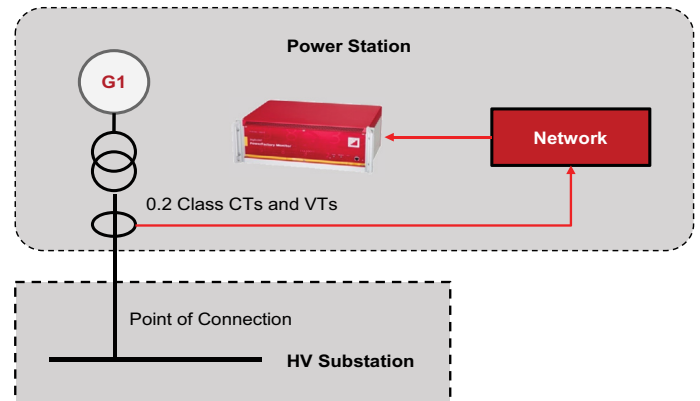 Power Station
G1
Network
0.2 Class CTs and VTs
Point of Connection
HV Substation